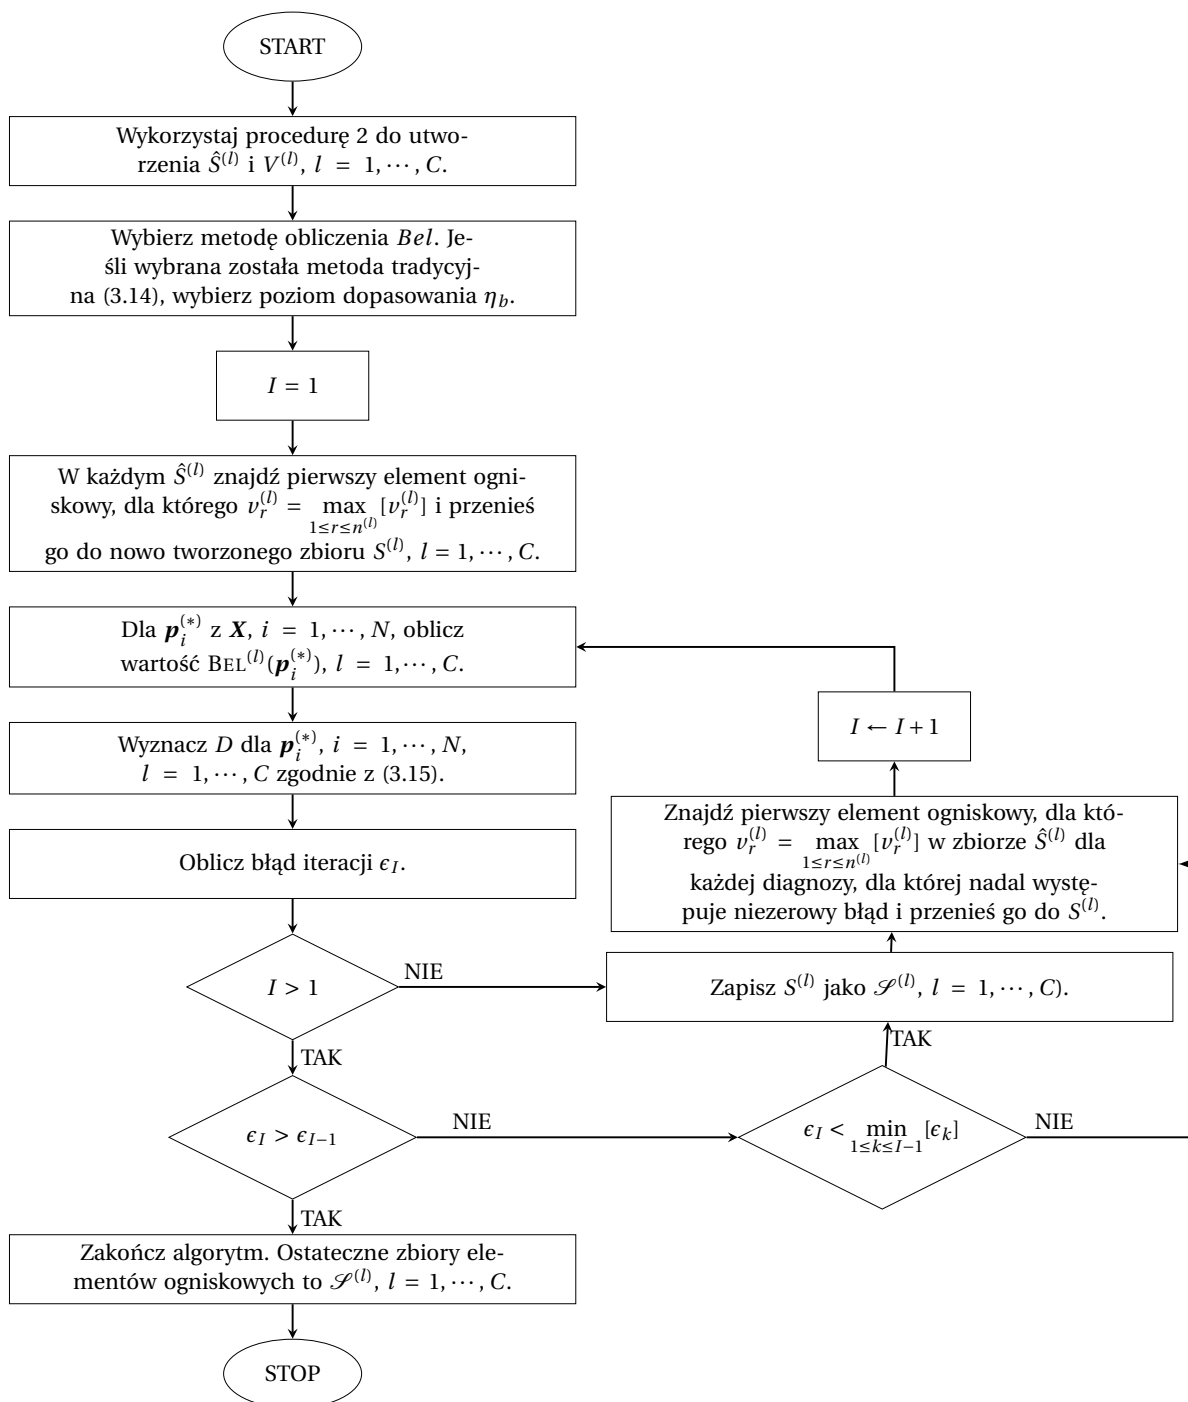 START
Wykorzystaj procedurę 2 do utwo-
rzenia Ŝ^(l) i V^(l), l = 1, ⋯, C.
Wybierz metodę obliczenia Bel. Je-
śli wybrana została metoda tradycyj-
na (3.14), wybierz poziom dopasowania η_b.
I = 1
W każdym Ŝ^(l) znajdź pierwszy element ogni-
skowy, dla którego v_r^(l) = max_{1≤r≤n^(l)} [v_r^(l)] i przenieś
go do nowo tworzonego zbioru S^(l), l = 1, ⋯, C.
Dla p_i^(*) z X, i = 1, ⋯, N, oblicz
wartość BEL^(l)(p_i^(*)), l = 1, ⋯, C.
Wyznacz D dla p_i^(*), i = 1, ⋯, N,
l = 1, ⋯, C zgodnie z (3.15).
Oblicz błąd iteracji ϵ_I.
I > 1
NIE
TAK
ϵ_I > ϵ_{I−1}
NIE
TAK
Zakończ algorytm. Ostateczne zbiory ele-
mentów ogniskowych to 𝒮^(l), l = 1, ⋯, C.
STOP
I ← I + 1
Znajdź pierwszy element ogniskowy, dla któ-
rego v_r^(l) = max_{1≤r≤n^(l)} [v_r^(l)] w zbiorze Ŝ^(l) dla
każdej diagnozy, dla której nadal wystę-
puje niezerowy błąd i przenieś go do S^(l).
Zapisz S^(l) jako 𝒮^(l), l = 1, ⋯, C).
TAK
ϵ_I < min_{1≤k≤I−1} [ϵ_k]
NIE